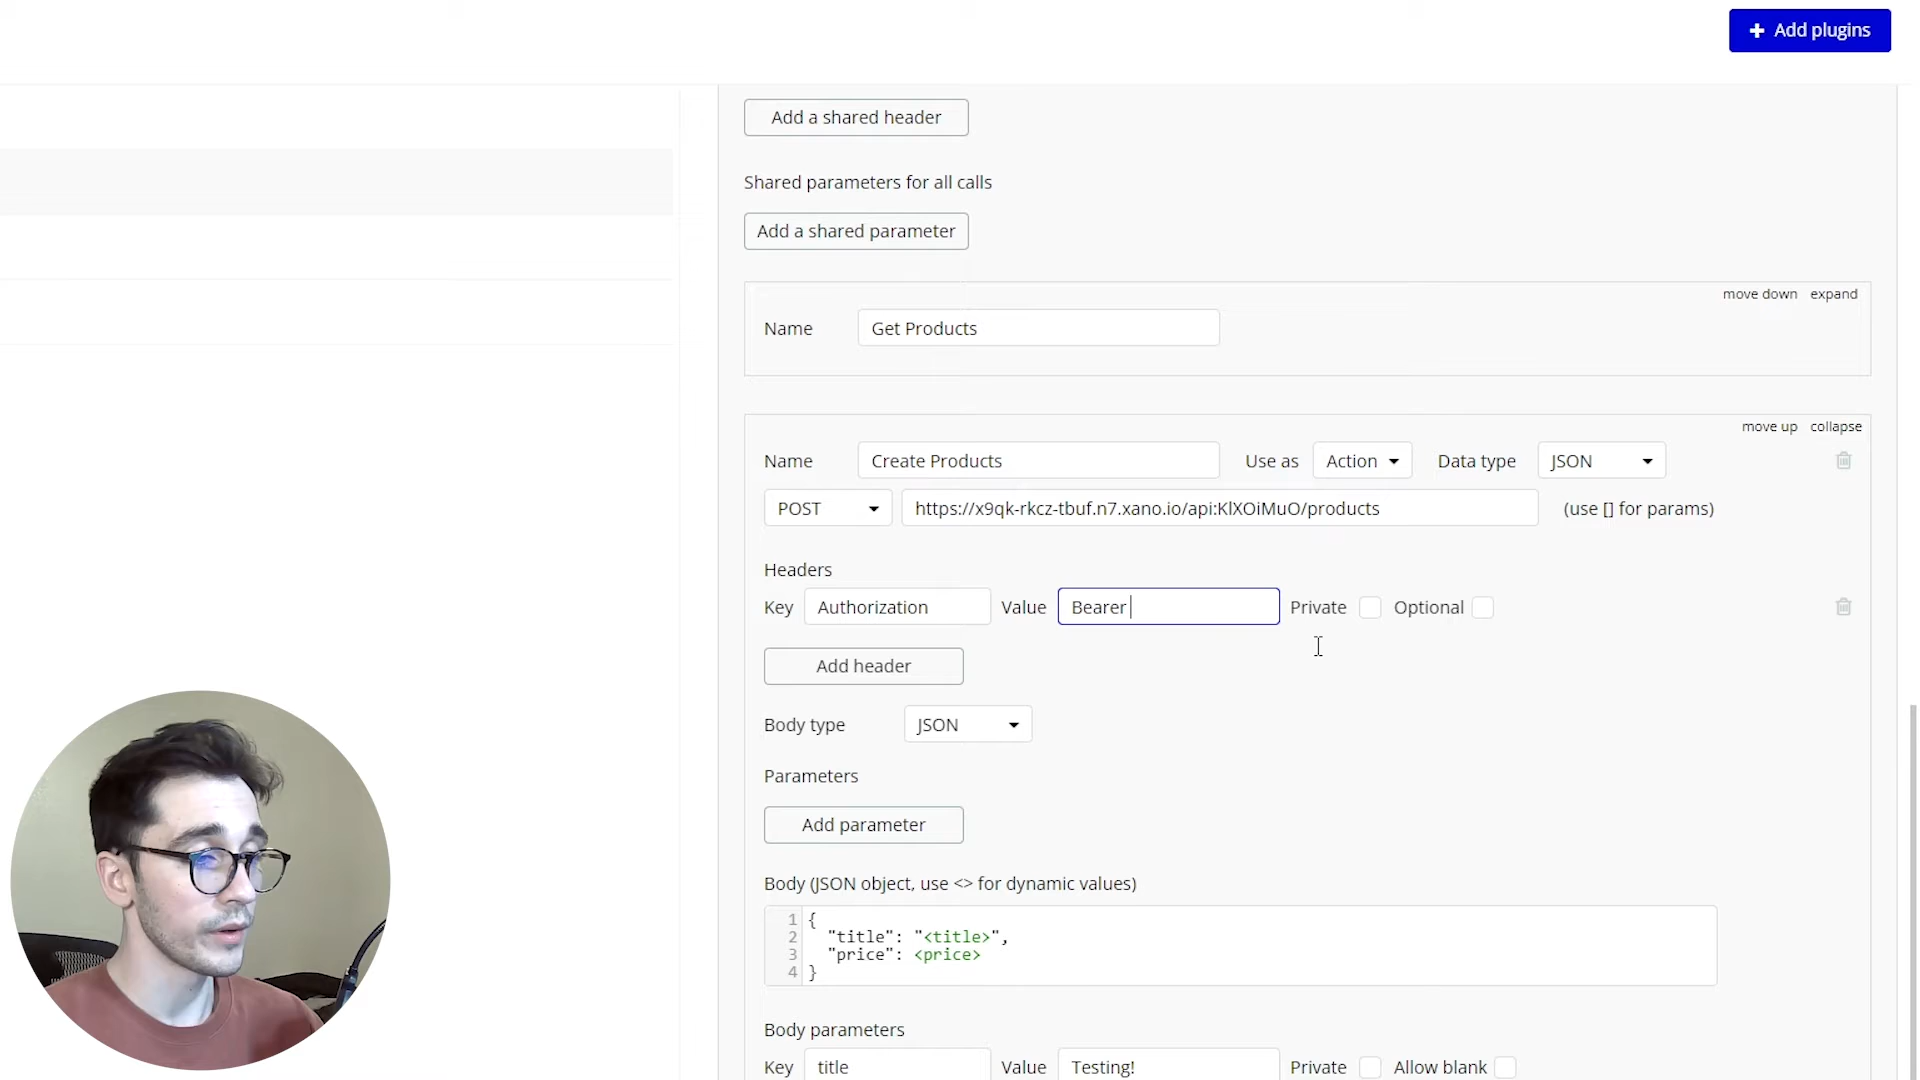 + Add plugins
Add a shared header
Shared parameters for all calls
Add a shared parameter
move down expand
Name Get Products
move up collapse
Name Create Products Use as Action Data type JSON
POST https://x9qk-rkcz-tbuf.n7.xano.io/api:KlXOiMuO/products (use [] for params)
Headers
Key Authorization Value Bearer Private Optional
Add header
Body type JSON
Parameters
Add parameter
Body (JSON object, use <> for dynamic values)
1 {
2 "title": "<title>",
3 "price": <price>
4 }
Body parameters
Key title Value Testing! Private Allow blank